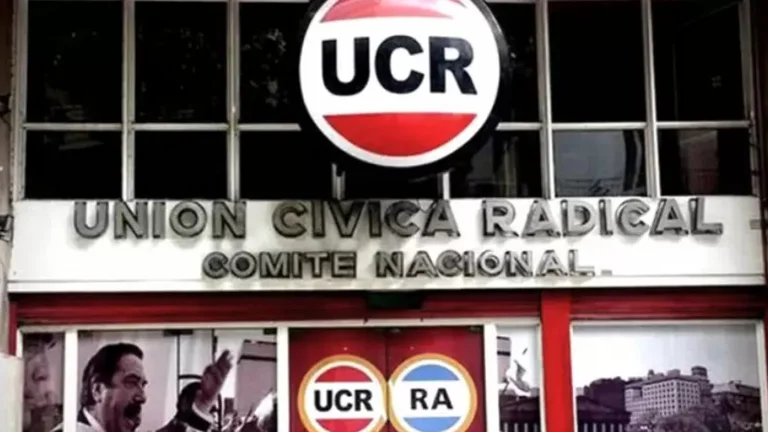 UCR
UNION CIVICA RADICAL
COMITE NACIONAL
UCR
RA